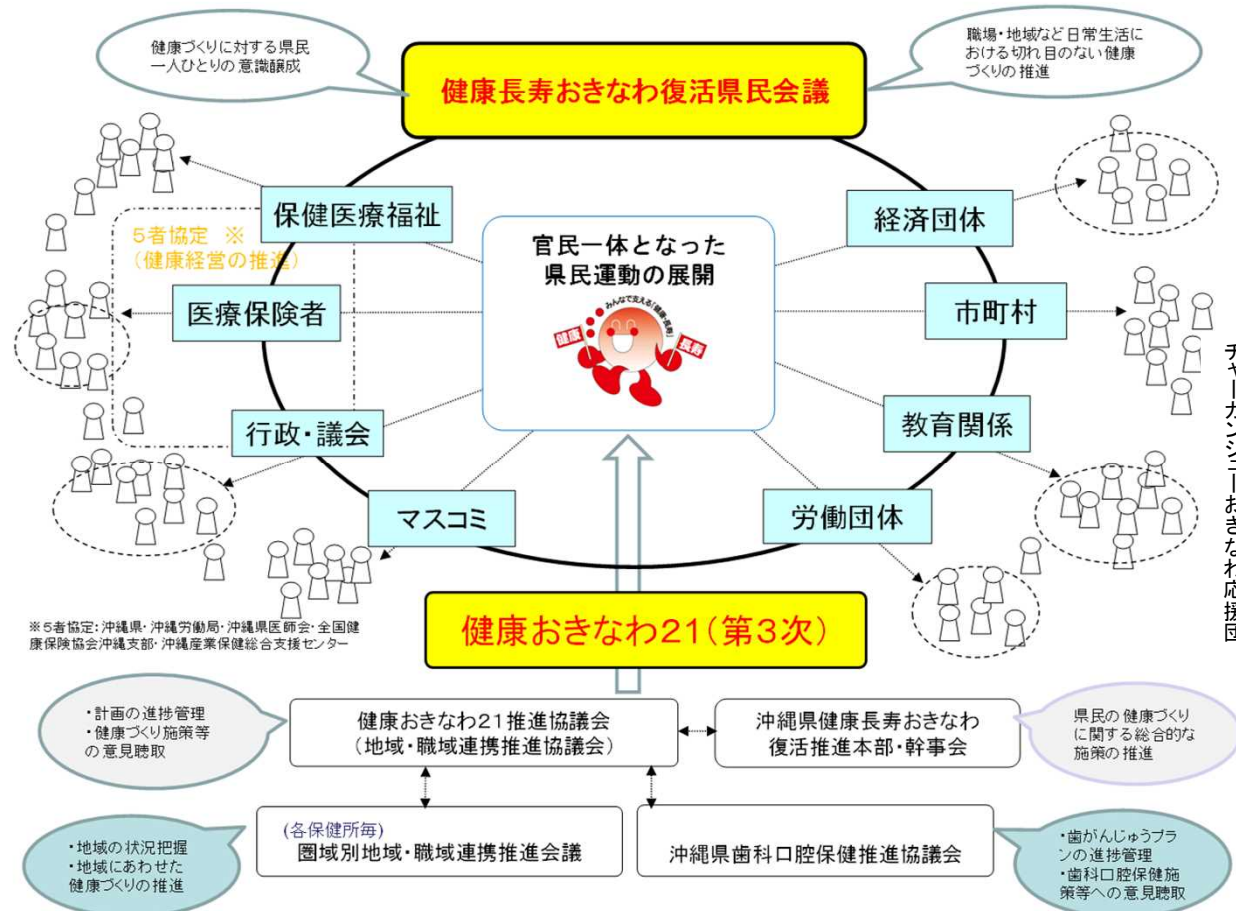 健康づくりに対する県民
一人ひとりの意識醸成
健康長寿おきなわ復活県民会議
職場・地域など日常生活に
おける切れ目のない健康
づくりの推進
保健医療福祉
5者協定 ※
(健康経営の推進)
医療保険者
行政・議会
マスコミ
官民一体となった
県民運動の展開
みんなで支える「健康・長寿」
健康
長寿
経済団体
市町村
教育関係
労働団体
チャーガンジューおきなわ応援団
※5者協定:沖縄県・沖縄労働局・沖縄県医師会・全国健
康保険協会沖縄支部・沖縄産業保健総合支援センター
健康おきなわ21(第3次)
・計画の進捗管理
・健康づくり施策等
の意見聴取
健康おきなわ21推進協議会
(地域・職域連携推進協議会)
沖縄県健康長寿おきなわ
復活推進本部・幹事会
県民の健康づくり
に関する総合的な
施策の推進
・地域の状況把握
・地域にあわせた
健康づくりの推進
(各保健所毎)
圏域別地域・職域連携推進会議
沖縄県歯科口腔保健推進協議会
・歯がんじゅうプラ
ンの進捗管理
・歯科口腔保健施
策等への意見聴取